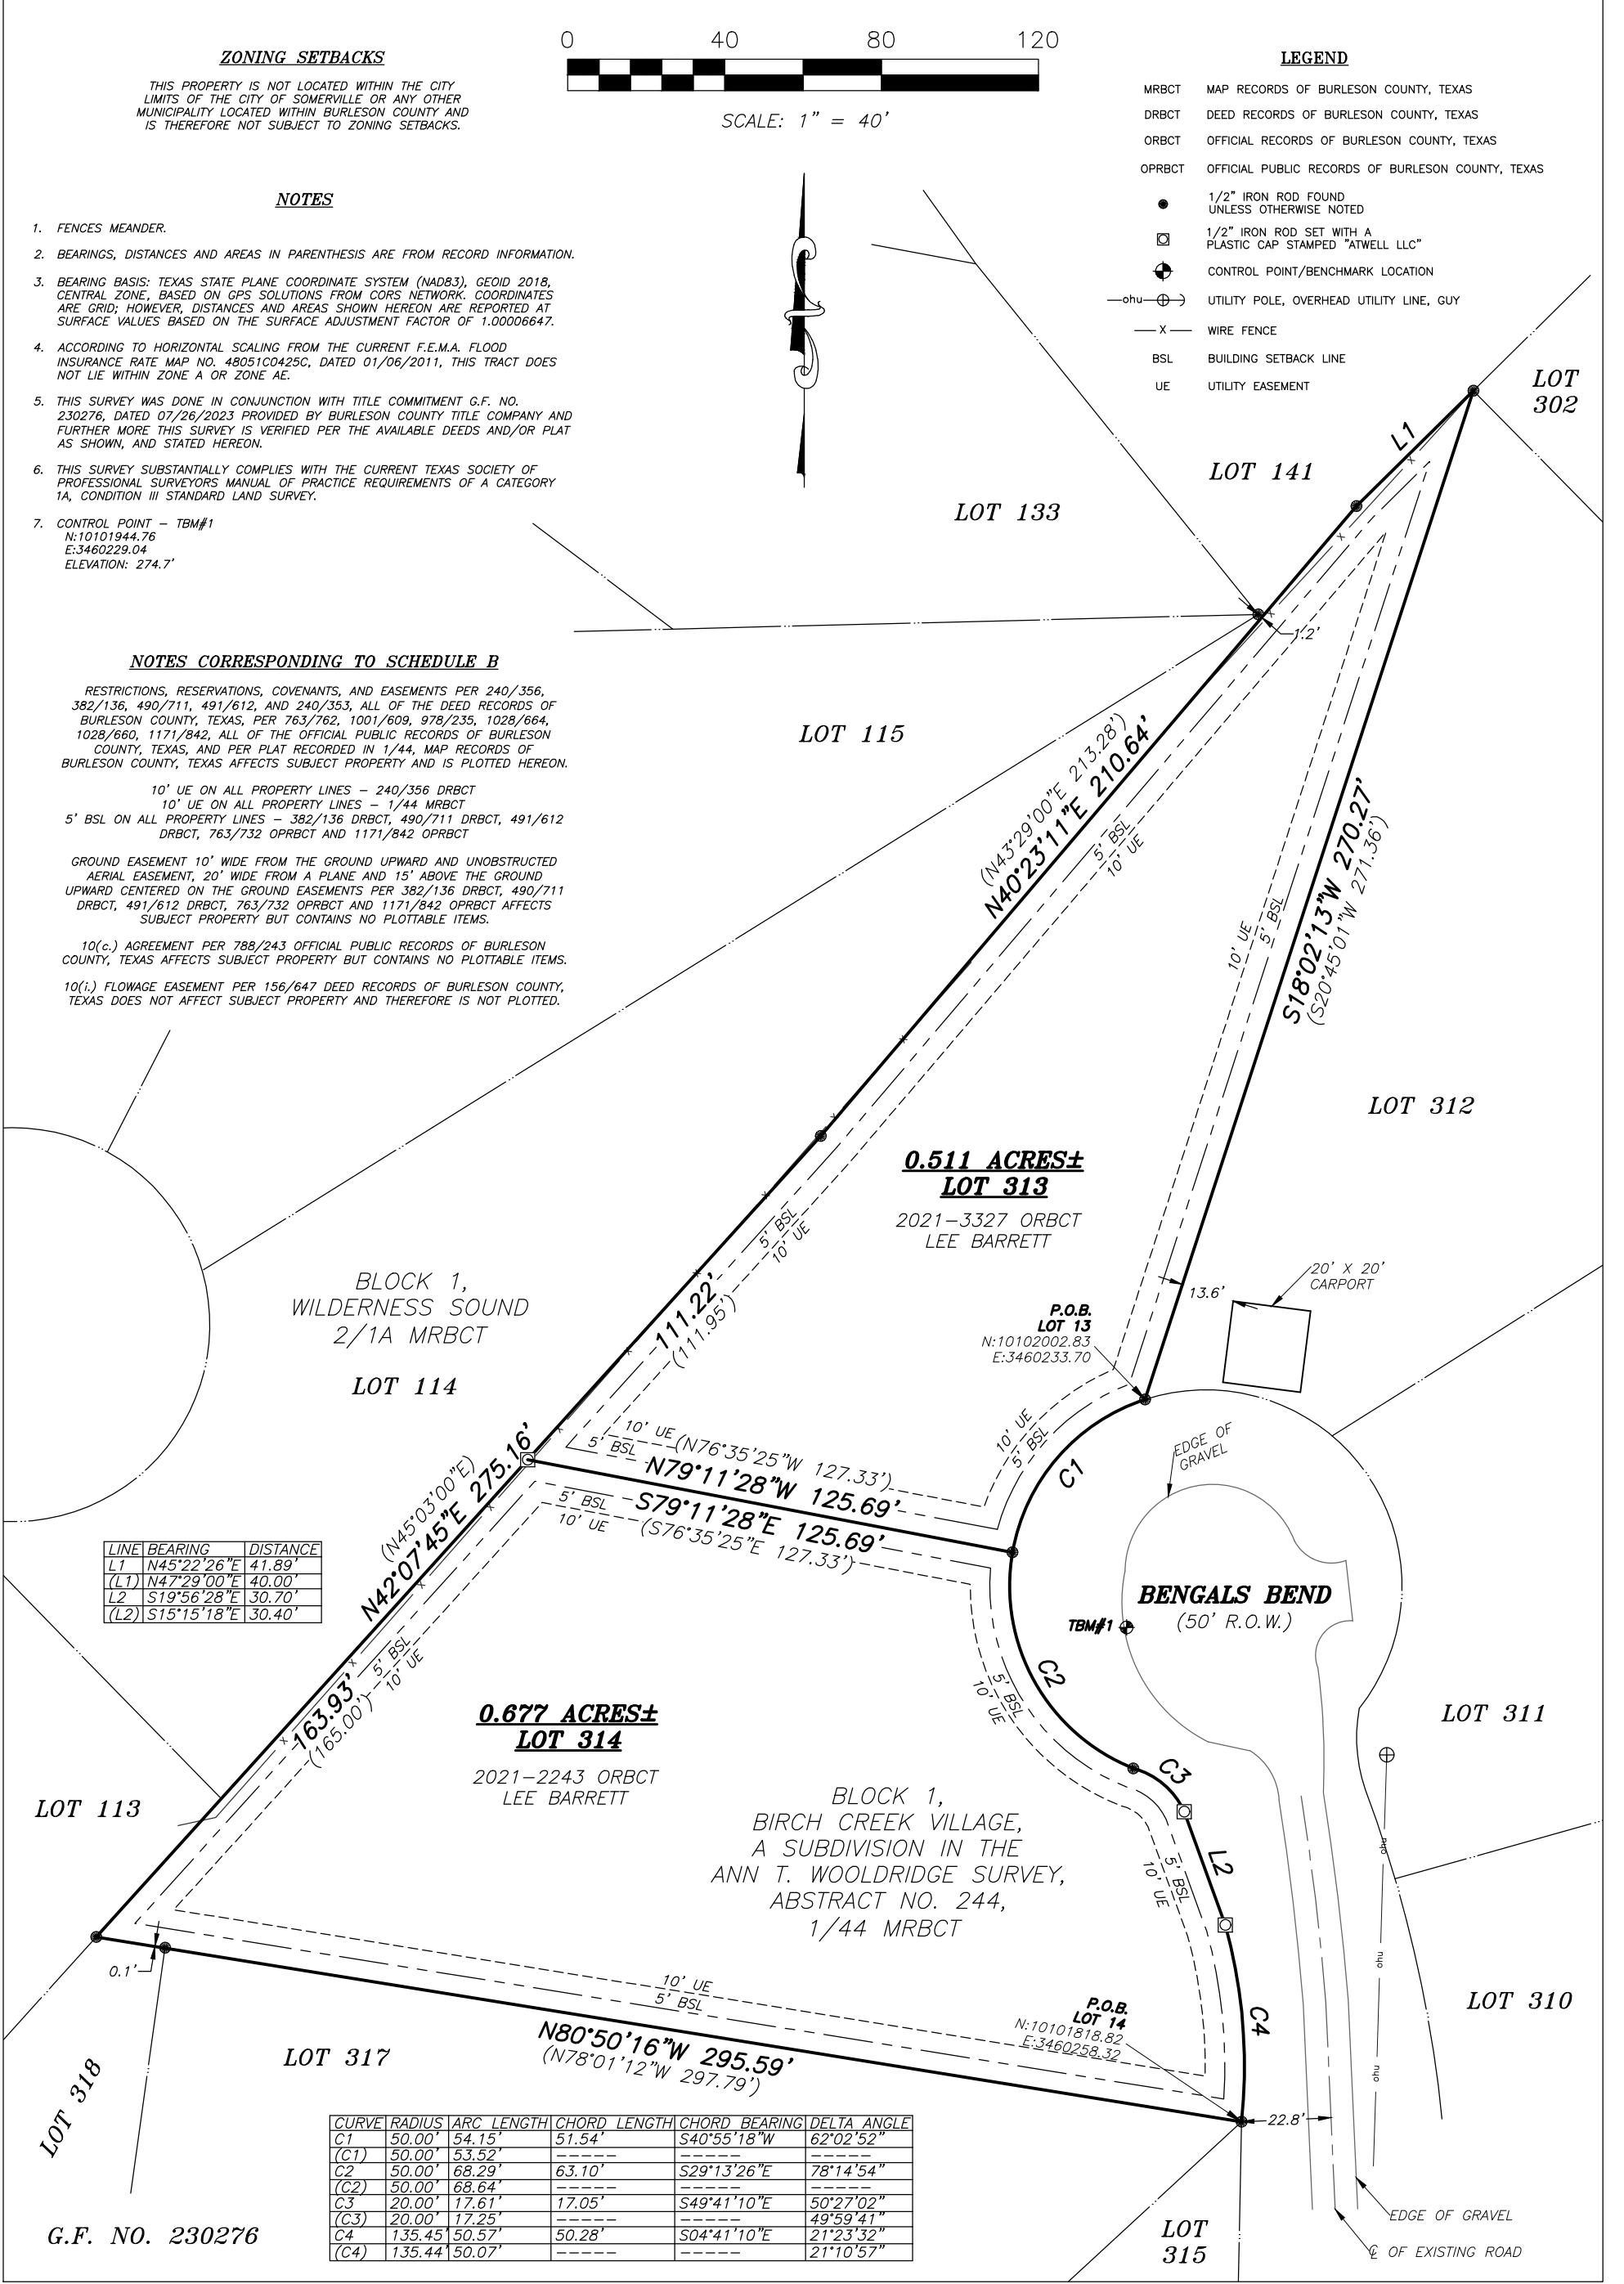 ZONING SETBACKS
THIS PROPERTY IS NOT LOCATED WITHIN THE CITY
LIMITS OF THE CITY OF SOMERVILLE OR ANY OTHER
MUNICIPALITY LOCATED WITHIN BURLESON COUNTY AND
IS THEREFORE NOT SUBJECT TO ZONING SETBACKS.
0 40 80 120
SCALE: 1" = 40'
LEGEND
MRBCT MAP RECORDS OF BURLESON COUNTY, TEXAS
DRBCT DEED RECORDS OF BURLESON COUNTY, TEXAS
ORBCT OFFICIAL RECORDS OF BURLESON COUNTY, TEXAS
OPRBCT OFFICIAL PUBLIC RECORDS OF BURLESON COUNTY, TEXAS
1/2" IRON ROD FOUND
UNLESS OTHERWISE NOTED
1/2" IRON ROD SET WITH A
PLASTIC CAP STAMPED "ATWELL LLC"
CONTROL POINT/BENCHMARK LOCATION
ohu UTILITY POLE, OVERHEAD UTILITY LINE, GUY
X WIRE FENCE
BSL BUILDING SETBACK LINE
UE UTILITY EASEMENT
NOTES
1. FENCES MEANDER.
2. BEARINGS, DISTANCES AND AREAS IN PARENTHESIS ARE FROM RECORD INFORMATION.
3. BEARING BASIS: TEXAS STATE PLANE COORDINATE SYSTEM (NAD83), GEOID 2018,
CENTRAL ZONE, BASED ON GPS SOLUTIONS FROM CORS NETWORK. COORDINATES
ARE GRID; HOWEVER, DISTANCES AND AREAS SHOWN HEREON ARE REPORTED AT
SURFACE VALUES BASED ON THE SURFACE ADJUSTMENT FACTOR OF 1.00006647.
4. ACCORDING TO HORIZONTAL SCALING FROM THE CURRENT F.E.M.A. FLOOD
INSURANCE RATE MAP NO. 48051C0425C, DATED 01/06/2011, THIS TRACT DOES
NOT LIE WITHIN ZONE A OR ZONE AE.
5. THIS SURVEY WAS DONE IN CONJUNCTION WITH TITLE COMMITMENT G.F. NO.
230276, DATED 07/26/2023 PROVIDED BY BURLESON COUNTY TITLE COMPANY AND
FURTHER MORE THIS SURVEY IS VERIFIED PER THE AVAILABLE DEEDS AND/OR PLAT
AS SHOWN, AND STATED HEREON.
6. THIS SURVEY SUBSTANTIALLY COMPLIES WITH THE CURRENT TEXAS SOCIETY OF
PROFESSIONAL SURVEYORS MANUAL OF PRACTICE REQUIREMENTS OF A CATEGORY
1A, CONDITION III STANDARD LAND SURVEY.
7. CONTROL POINT – TBM#1
N:10101944.76
E:3460229.04
ELEVATION: 274.7'
NOTES CORRESPONDING TO SCHEDULE B
RESTRICTIONS, RESERVATIONS, COVENANTS, AND EASEMENTS PER 240/356,
382/136, 490/711, 491/612, AND 240/353, ALL OF THE DEED RECORDS OF
BURLESON COUNTY, TEXAS, PER 763/762, 1001/609, 978/235, 1028/664,
1028/660, 1171/842, ALL OF THE OFFICIAL PUBLIC RECORDS OF BURLESON
COUNTY, TEXAS, AND PER PLAT RECORDED IN 1/44, MAP RECORDS OF
BURLESON COUNTY, TEXAS AFFECTS SUBJECT PROPERTY AND IS PLOTTED HEREON.
10' UE ON ALL PROPERTY LINES – 240/356 DRBCT
10' UE ON ALL PROPERTY LINES – 1/44 MRBCT
5' BSL ON ALL PROPERTY LINES – 382/136 DRBCT, 490/711 DRBCT, 491/612
DRBCT, 763/732 OPRBCT AND 1171/842 OPRBCT
GROUND EASEMENT 10' WIDE FROM THE GROUND UPWARD AND UNOBSTRUCTED
AERIAL EASEMENT, 20' WIDE FROM A PLANE AND 15' ABOVE THE GROUND
UPWARD CENTERED ON THE GROUND EASEMENTS PER 382/136 DRBCT, 490/711
DRBCT, 491/612 DRBCT, 763/732 OPRBCT AND 1171/842 OPRBCT AFFECTS
SUBJECT PROPERTY BUT CONTAINS NO PLOTTABLE ITEMS.
10(c.) AGREEMENT PER 788/243 OFFICIAL PUBLIC RECORDS OF BURLESON
COUNTY, TEXAS AFFECTS SUBJECT PROPERTY BUT CONTAINS NO PLOTTABLE ITEMS.
10(i.) FLOWAGE EASEMENT PER 156/647 DEED RECORDS OF BURLESON COUNTY,
TEXAS DOES NOT AFFECT SUBJECT PROPERTY AND THEREFORE IS NOT PLOTTED.
LOT
302
L1
LOT 141
LOT 133
1.2'
LOT 115
(N43°29'00"E 213.28')
N40°23'11"E 210.64'
5' BSL
10' UE
10' UE
5' BSL
S18°02'13"W 270.27'
(S20°45'01"W 271.36')
LOT 312
0.511 ACRES±
LOT 313
2021–3327 ORBCT
LEE BARRETT
5' BSL
10' UE
BLOCK 1,
WILDERNESS SOUND
2/1A MRBCT
LOT 114
111.22'
(111.95')
20' X 20'
CARPORT
13.6'
P.O.B.
LOT 13
N:10102002.83
E:3460233.70
10' UE
5' BSL
C1
EDGE OF
GRAVEL
10' UE (N76°35'25"W 127.33')
5' BSL N79°11'28"W 125.69'
5' BSL S79°11'28"E 125.69'
10' UE (S76°35'25"E 127.33')
(N45°03'00"E)
N42°07'45"E 275.16'
LINE BEARING DISTANCE
L1 N45°22'26"E 41.89'
(L1) N47°29'00"E 40.00'
L2 S19°56'28"E 30.70'
(L2) S15°15'18"E 30.40'
BENGALS BEND
(50' R.O.W.)
TBM#1
C2
5' BSL
10' UE
5' BSL
10' UE
163.93'
(165.00')
0.677 ACRES±
LOT 314
2021–2243 ORBCT
LEE BARRETT
LOT 311
C3
LOT 113
BLOCK 1,
BIRCH CREEK VILLAGE,
A SUBDIVISION IN THE
ANN T. WOOLDRIDGE SURVEY,
ABSTRACT NO. 244,
1/44 MRBCT
L2
5' BSL
10' UE
ohu
ohu
ohu
0.1'
10' UE
5' BSL
P.O.B.
LOT 14
N:10101818.82
E:3460258.32
C4
LOT 310
N80°50'16"W 295.59'
(N78°01'12"W 297.79')
LOT 317
LOT 318
22.8'
CURVE RADIUS ARC LENGTH CHORD LENGTH CHORD BEARING DELTA ANGLE
C1 50.00' 54.15' 51.54' S40°55'18"W 62°02'52"
(C1) 50.00' 53.52' ––––– ––––– –––––
C2 50.00' 68.29' 63.10' S29°13'26"E 78°14'54"
(C2) 50.00' 68.64' ––––– ––––– –––––
C3 20.00' 17.61' 17.05' S49°41'10"E 50°27'02"
(C3) 20.00' 17.25' ––––– ––––– 49°59'41"
C4 135.45' 50.57' 50.28' S04°41'10"E 21°23'32"
(C4) 135.44' 50.07' ––––– ––––– 21°10'57"
G.F. NO. 230276
LOT
315
EDGE OF GRAVEL
℄ OF EXISTING ROAD